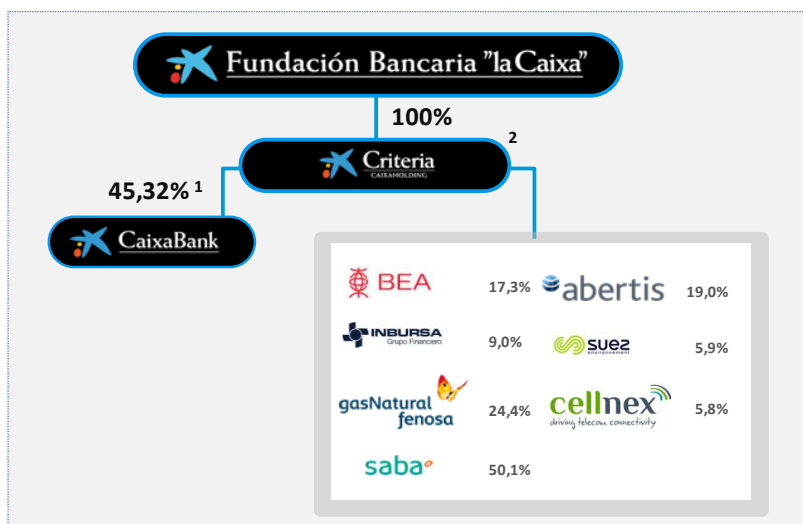 Fundación Bancaria "la Caixa"
100%
2
Criteria
CAIXAHOLDING
45,32% 1
CaixaBank
BEA
17,3%
abertis
19,0%
INBURSA
Grupo Financiero
9,0%
suez
environnement
5,9%
gasNatural
fenosa
24,4%
cellnex
driving telecom connectivity
5,8%
saba
50,1%